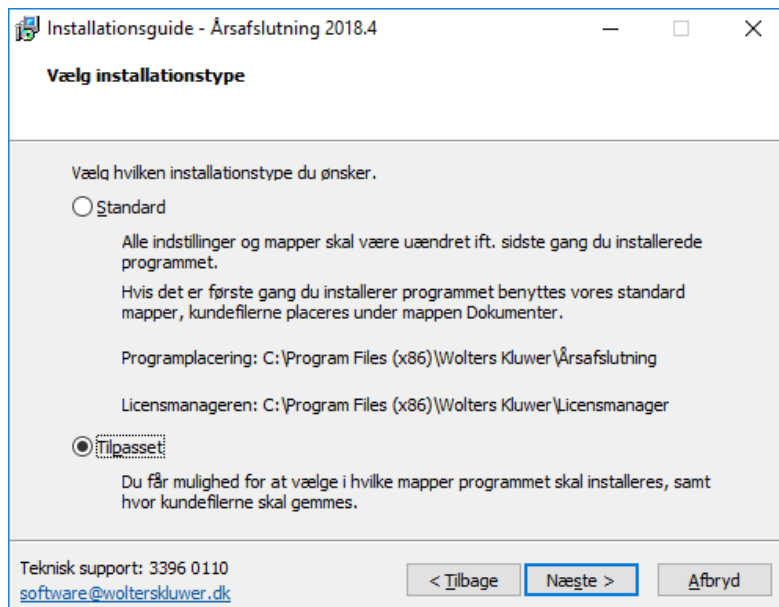 Installationsguide - Årsafslutning 2018.4
Vælg installationstype
Vælg hvilken installationstype du ønsker.
Standard
Alle indstillinger og mapper skal være uændret ift. sidste gang du installerede
programmet.
Hvis det er første gang du installerer programmet benyttes vores standard
mapper, kundefilerne placeres under mappen Dokumenter.
Programplacering: C:\Program Files (x86)\Wolters Kluwer\Årsafslutning
Licensmanageren: C:\Program Files (x86)\Wolters Kluwer\Licensmanager
Tilpasset
Du får mulighed for at vælge i hvilke mapper programmet skal installeres, samt
hvor kundefilerne skal gemmes.
Teknisk support: 3396 0110
software@wolterskluwer.dk
< Tilbage
Næste >
Afbryd